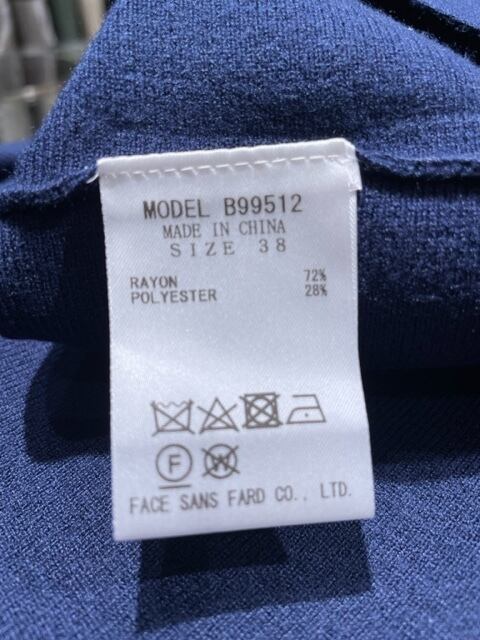 MODEL B99512
MADE IN CHINA
SIZE 38
RAYON 72%
POLYESTER 28%
F W
FACE SANS FARD CO., LTD.